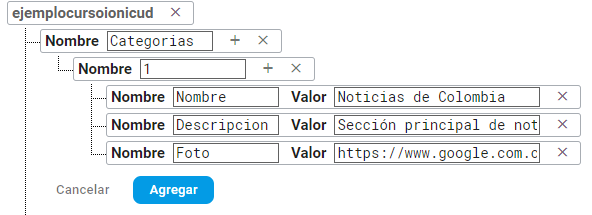 ejemplocursoionicud ×
Nombre Categorias + ×
Nombre 1 + ×
Nombre Nombre Valor Noticias de Colombia ×
Nombre Descripcion Valor Sección principal de not ×
Nombre Foto Valor https://www.google.com.c ×
Cancelar Agregar